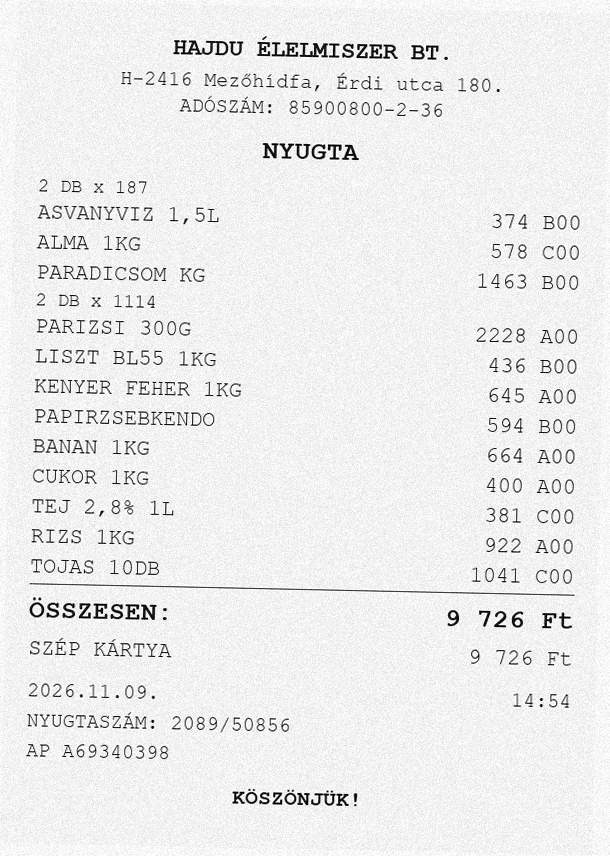 HAJDU ÉLELMISZER BT.
H-2416 Mezőhídfa, Érdi utca 180.
ADÓSZÁM: 85900800-2-36
NYUGTA
2 DB x 187
ASVANYVIZ 1,5L 374 B00
ALMA 1KG 578 C00
PARADICSOM KG 1463 B00
2 DB x 1114
PARIZSI 300G 2228 A00
LISZT BL55 1KG 436 B00
KENYER FEHER 1KG 645 A00
PAPIRZSEBKENDO 594 B00
BANAN 1KG 664 A00
CUKOR 1KG 400 A00
TEJ 2,8% 1L 381 C00
RIZS 1KG 922 A00
TOJAS 10DB 1041 C00
ÖSSZESEN: 9 726 Ft
SZÉP KÁRTYA 9 726 Ft
2026.11.09. 14:54
NYUGTASZÁM: 2089/50856
AP A69340398
KÖSZÖNJÜK!